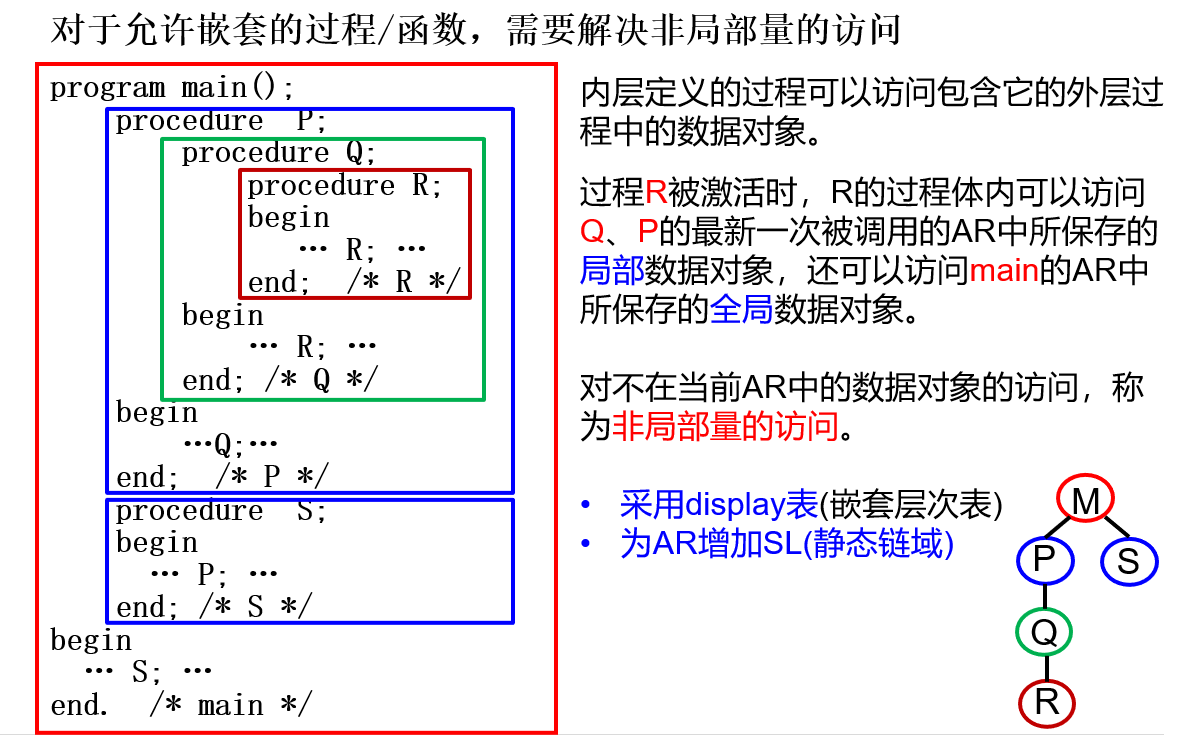 对于允许嵌套的过程/函数，需要解决非局部量的访问
program main();
procedure P;
procedure Q;
procedure R;
begin
… R; …
end; /* R */
begin
… R; …
end; /* Q */
begin
…Q;…
end; /* P */
procedure S;
begin
… P; …
end; /* S */
begin
… S; …
end. /* main */
内层定义的过程可以访问包含它的外层过
程中的数据对象。
过程R被激活时，R的过程体内可以访问
Q、P的最新一次被调用的AR中所保存的
局部数据对象，还可以访问main的AR中
所保存的全局数据对象。
对不在当前AR中的数据对象的访问，称
为非局部量的访问。
• 采用display表(嵌套层次表)
• 为AR增加SL(静态链域)
M
P
S
Q
R